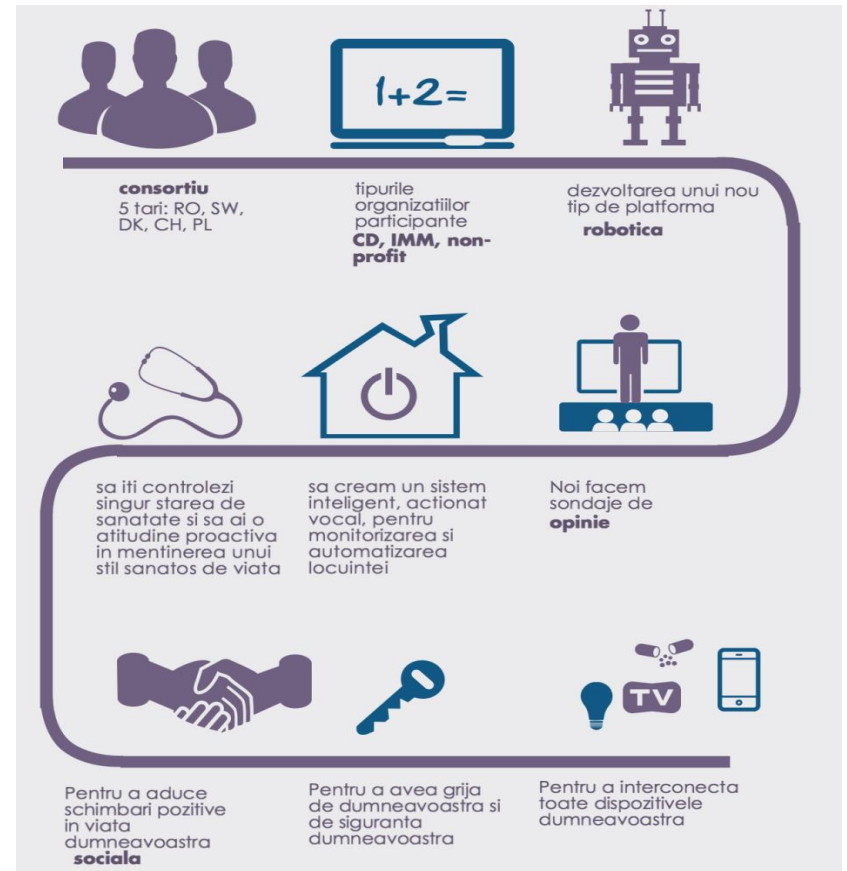 1+2=
consortiu
5 tari: RO, SW,
DK, CH, PL
tipurile
organizatiilor
participante
CD, IMM, non-
profit
dezvoltarea unui nou
tip de platforma
robotica
sa iti controlezi
singur starea de
sanatate si sa ai o
atitudine proactiva
in mentinerea unui
stil sanatos de viata
sa cream un sistem
inteligent, actionat
vocal, pentru
monitorizarea si
automatizarea
locuintei
Noi facem
sondaje de
opinie
TV
Pentru a aduce
schimbari pozitive
in viata
dumneavoastra
sociala
Pentru a avea grija
de dumneavoastra si
de siguranta
dumneavoastra
Pentru a interconecta
toate dispozitivele
dumneavoastra